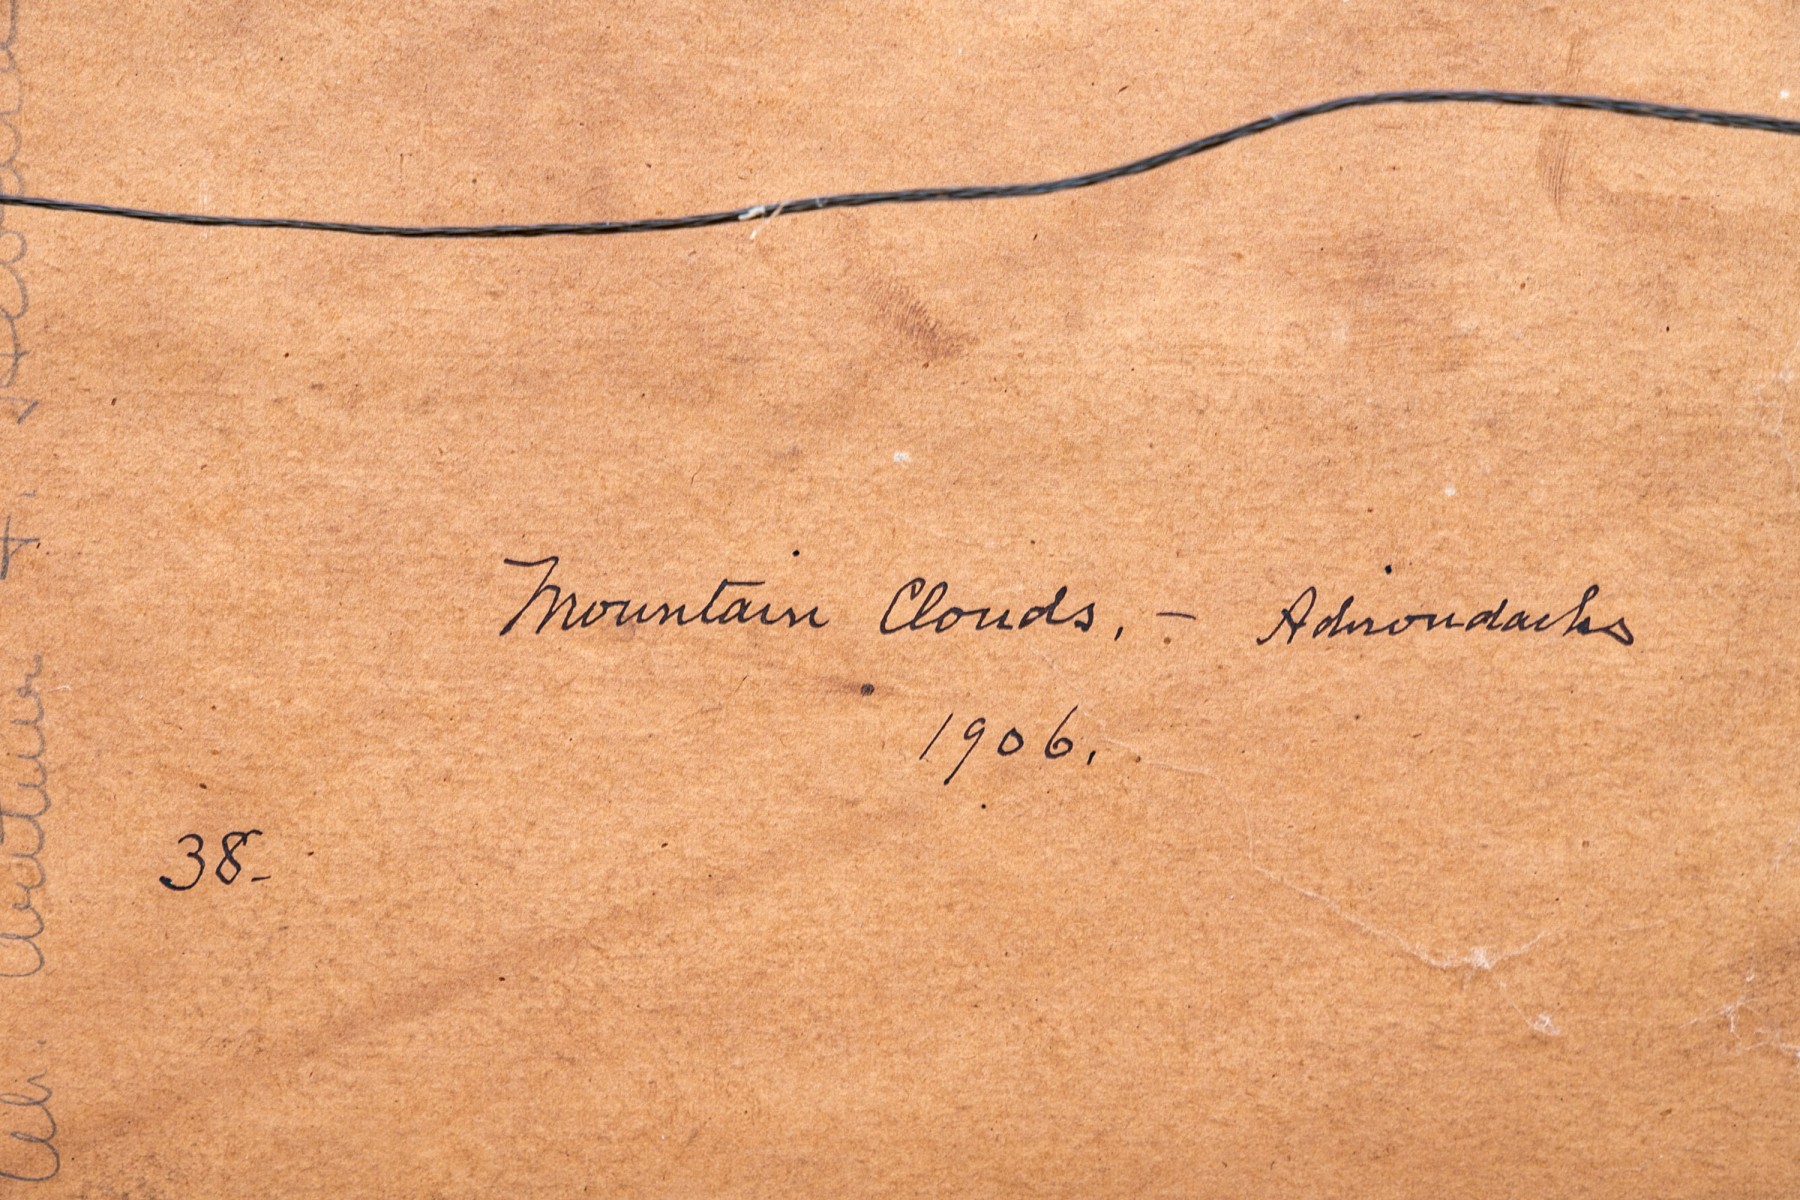 Mountain Clouds, - Adirondacks
1906.
38-